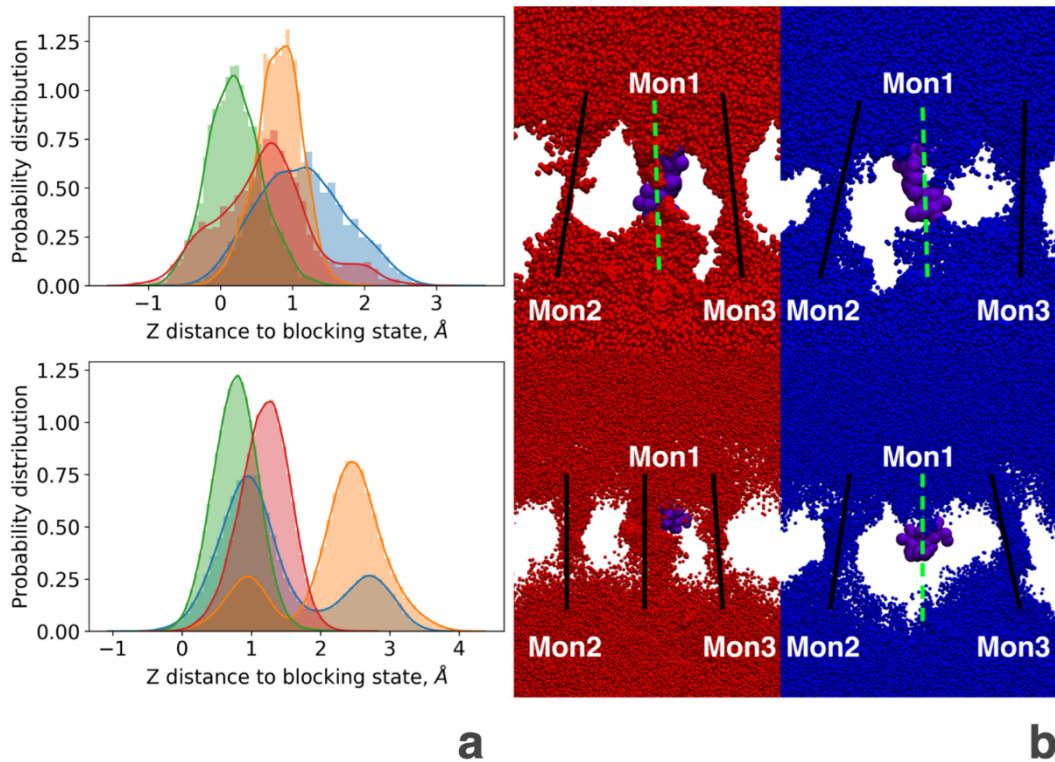 1.25
1.00
0.75
0.50
0.25
0.00
Probability distribution
−1 0 1 2 3
Z distance to blocking state, Å
1.25
1.00
0.75
0.50
0.25
0.00
Probability distribution
−1 0 1 2 3 4
Z distance to blocking state, Å
a
Mon1
Mon2 Mon3
Mon1
Mon2 Mon3
Mon1
Mon2 Mon3
Mon1
Mon2 Mon3
b